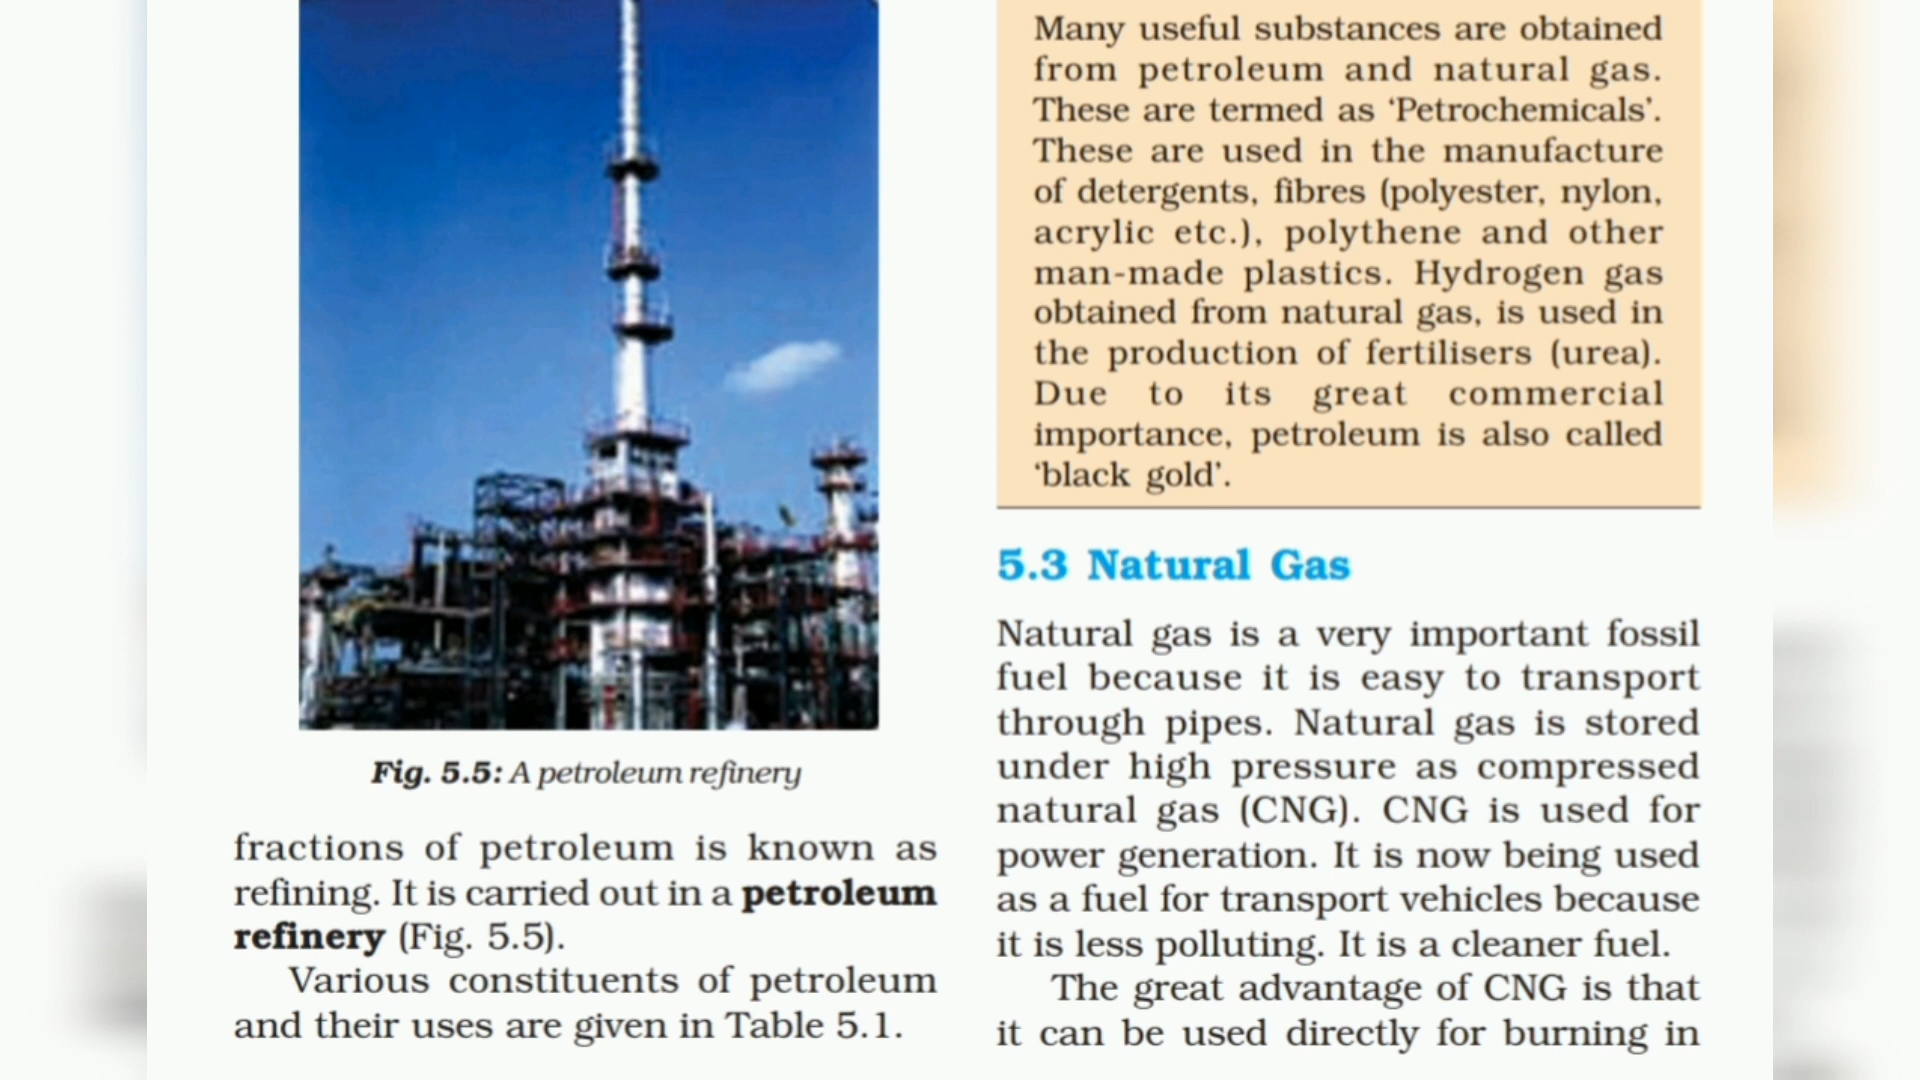 Fig. 5.5: A petroleum refinery
fractions of petroleum is known as
refining. It is carried out in a petroleum
refinery (Fig. 5.5).
Various constituents of petroleum
and their uses are given in Table 5.1.
Many useful substances are obtained
from petroleum and natural gas.
These are termed as ‘Petrochemicals’.
These are used in the manufacture
of detergents, fibres (polyester, nylon,
acrylic etc.), polythene and other
man-made plastics. Hydrogen gas
obtained from natural gas, is used in
the production of fertilisers (urea).
Due to its great commercial
importance, petroleum is also called
‘black gold’.
5.3 Natural Gas
Natural gas is a very important fossil
fuel because it is easy to transport
through pipes. Natural gas is stored
under high pressure as compressed
natural gas (CNG). CNG is used for
power generation. It is now being used
as a fuel for transport vehicles because
it is less polluting. It is a cleaner fuel.
The great advantage of CNG is that
it can be used directly for burning in